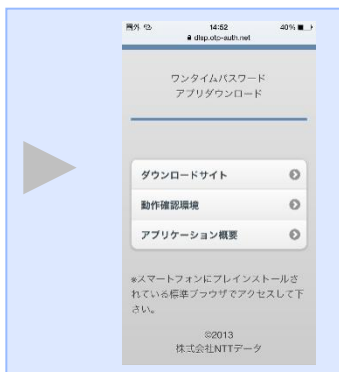 圏外 14:52 40%
disp.otp-auth.net
ワンタイムパスワード
アプリダウンロード
ダウンロードサイト
動作確認環境
アプリケーション概要
※スマートフォンにプレインストールさ
れている標準ブラウザでアクセスして下
さい。
©2013
株式会社NTTデータ